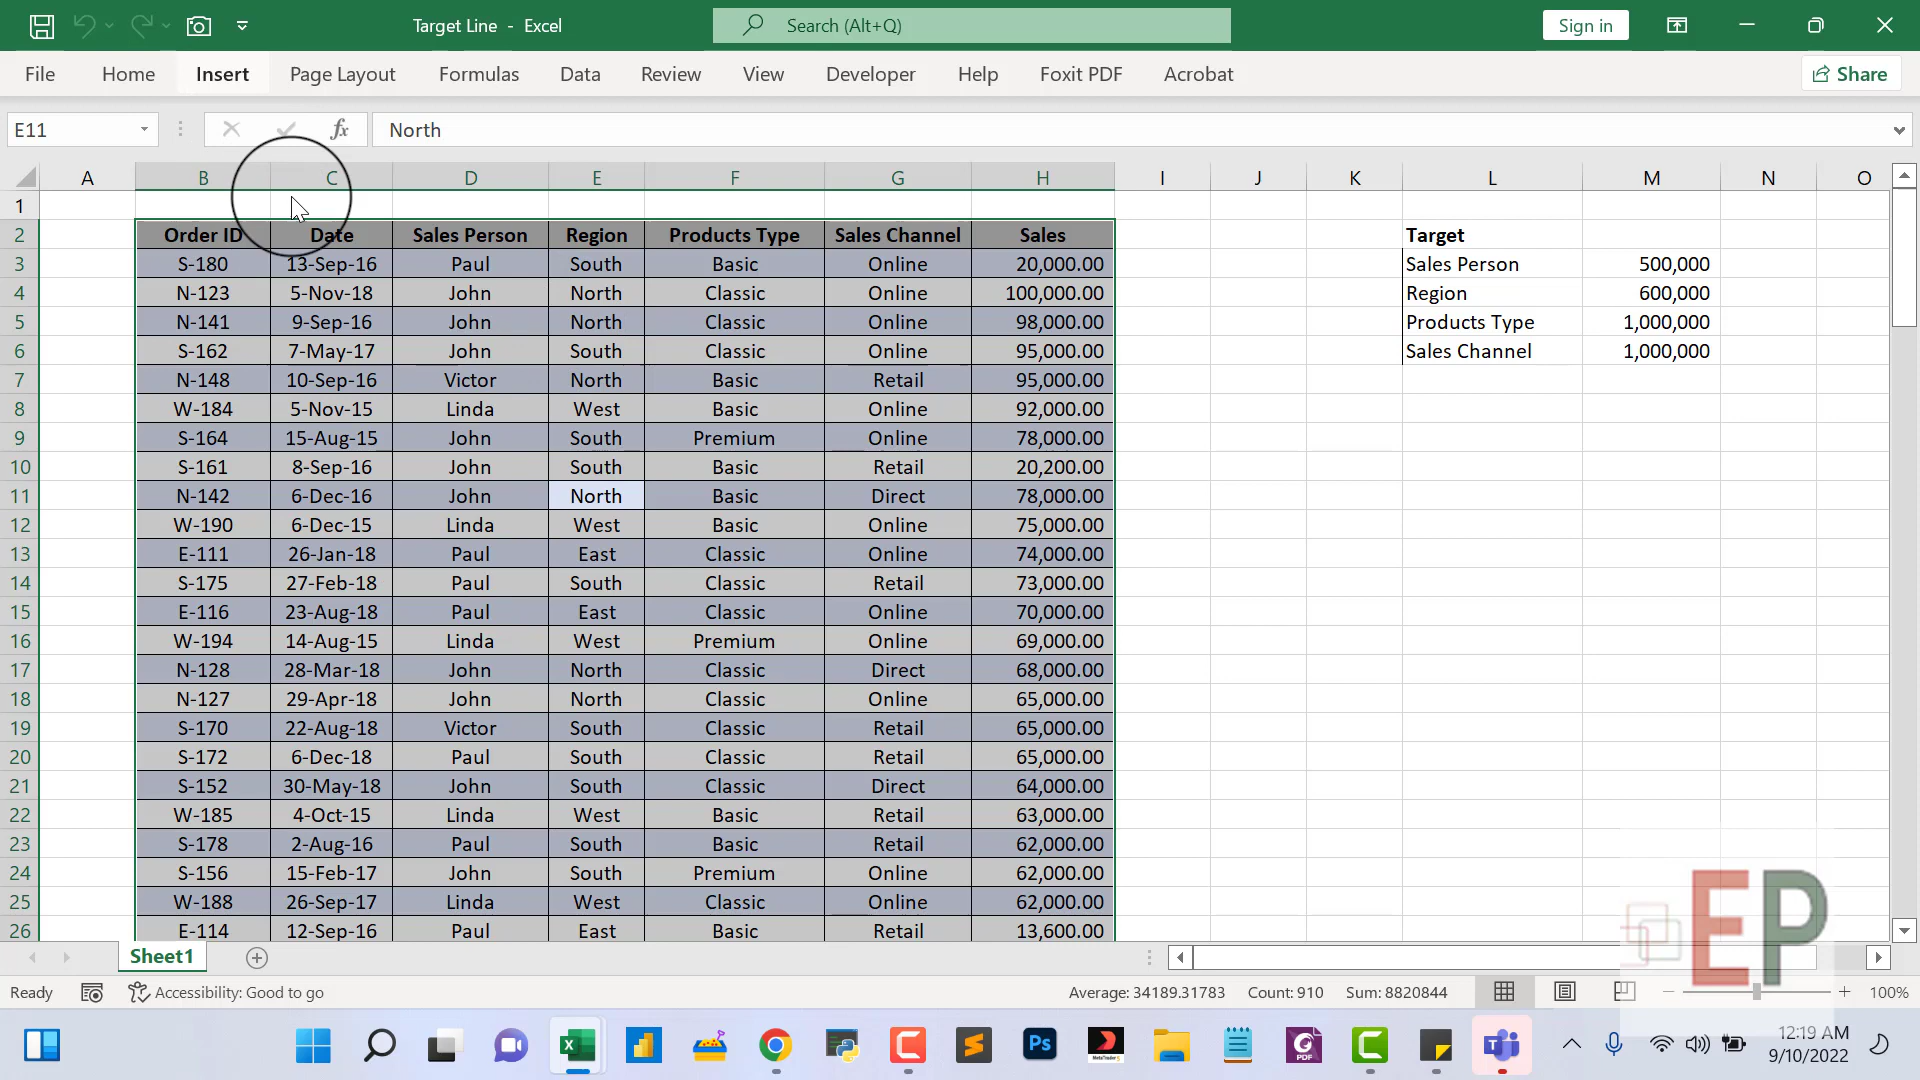 Target Line - Excel
Search (Alt+Q)
Sign in
File Home Insert Page Layout Formulas Data Review View Developer Help Foxit PDF Acrobat Share
E11 fx North
A B C D E F G H I J K L M N O
1
2 Order ID Date Sales Person Region Products Type Sales Channel Sales Target
3 S-180 13-Sep-16 Paul South Basic Online 20,000.00 Sales Person 500,000
4 N-123 5-Nov-18 John North Classic Online 100,000.00 Region 600,000
5 N-141 9-Sep-16 John North Classic Online 98,000.00 Products Type 1,000,000
6 S-162 7-May-17 John South Classic Online 95,000.00 Sales Channel 1,000,000
7 N-148 10-Sep-16 Victor North Basic Retail 95,000.00
8 W-184 5-Nov-15 Linda West Basic Online 92,000.00
9 S-164 15-Aug-15 John South Premium Online 78,000.00
10 S-161 8-Sep-16 John South Basic Retail 20,200.00
11 N-142 6-Dec-16 John North Basic Direct 78,000.00
12 W-190 6-Dec-15 Linda West Basic Online 75,000.00
13 E-111 26-Jan-18 Paul East Classic Online 74,000.00
14 S-175 27-Feb-18 Paul South Classic Retail 73,000.00
15 E-116 23-Aug-18 Paul East Classic Online 70,000.00
16 W-194 14-Aug-15 Linda West Premium Online 69,000.00
17 N-128 28-Mar-18 John North Classic Direct 68,000.00
18 N-127 29-Apr-18 John North Classic Online 65,000.00
19 S-170 22-Aug-18 Victor South Classic Retail 65,000.00
20 S-172 6-Dec-18 Paul South Classic Retail 65,000.00
21 S-152 30-May-18 John South Classic Direct 64,000.00
22 W-185 4-Oct-15 Linda West Basic Retail 63,000.00
23 S-178 2-Aug-16 Paul South Basic Retail 62,000.00
24 S-156 15-Feb-17 John South Premium Online 62,000.00
25 W-188 26-Sep-17 Linda West Classic Online 62,000.00
26 E-114 12-Sep-16 Paul East Basic Retail 13,600.00
EP
Sheet1
Ready Accessibility: Good to go Average: 34189.31783 Count: 910 Sum: 8820844 100%
Ps PDF
12:19 AM
9/10/2022